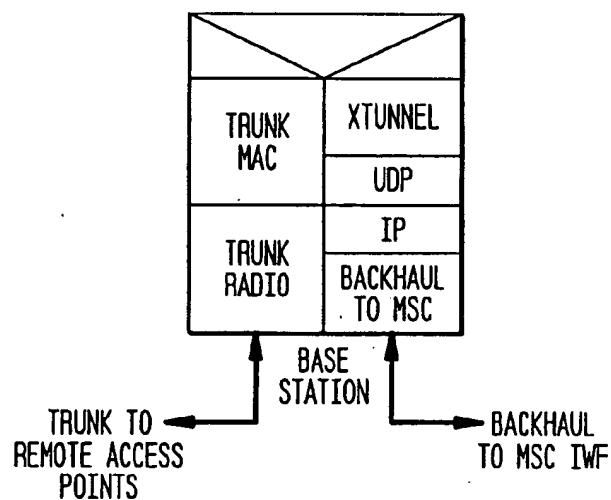 TRUNK
MAC
XTUNNEL
UDP
TRUNK
RADIO
IP
BACKHAUL
TO MSC
BASE
STATION
TRUNK TO
REMOTE ACCESS
POINTS
BACKHAUL
TO MSC IWF